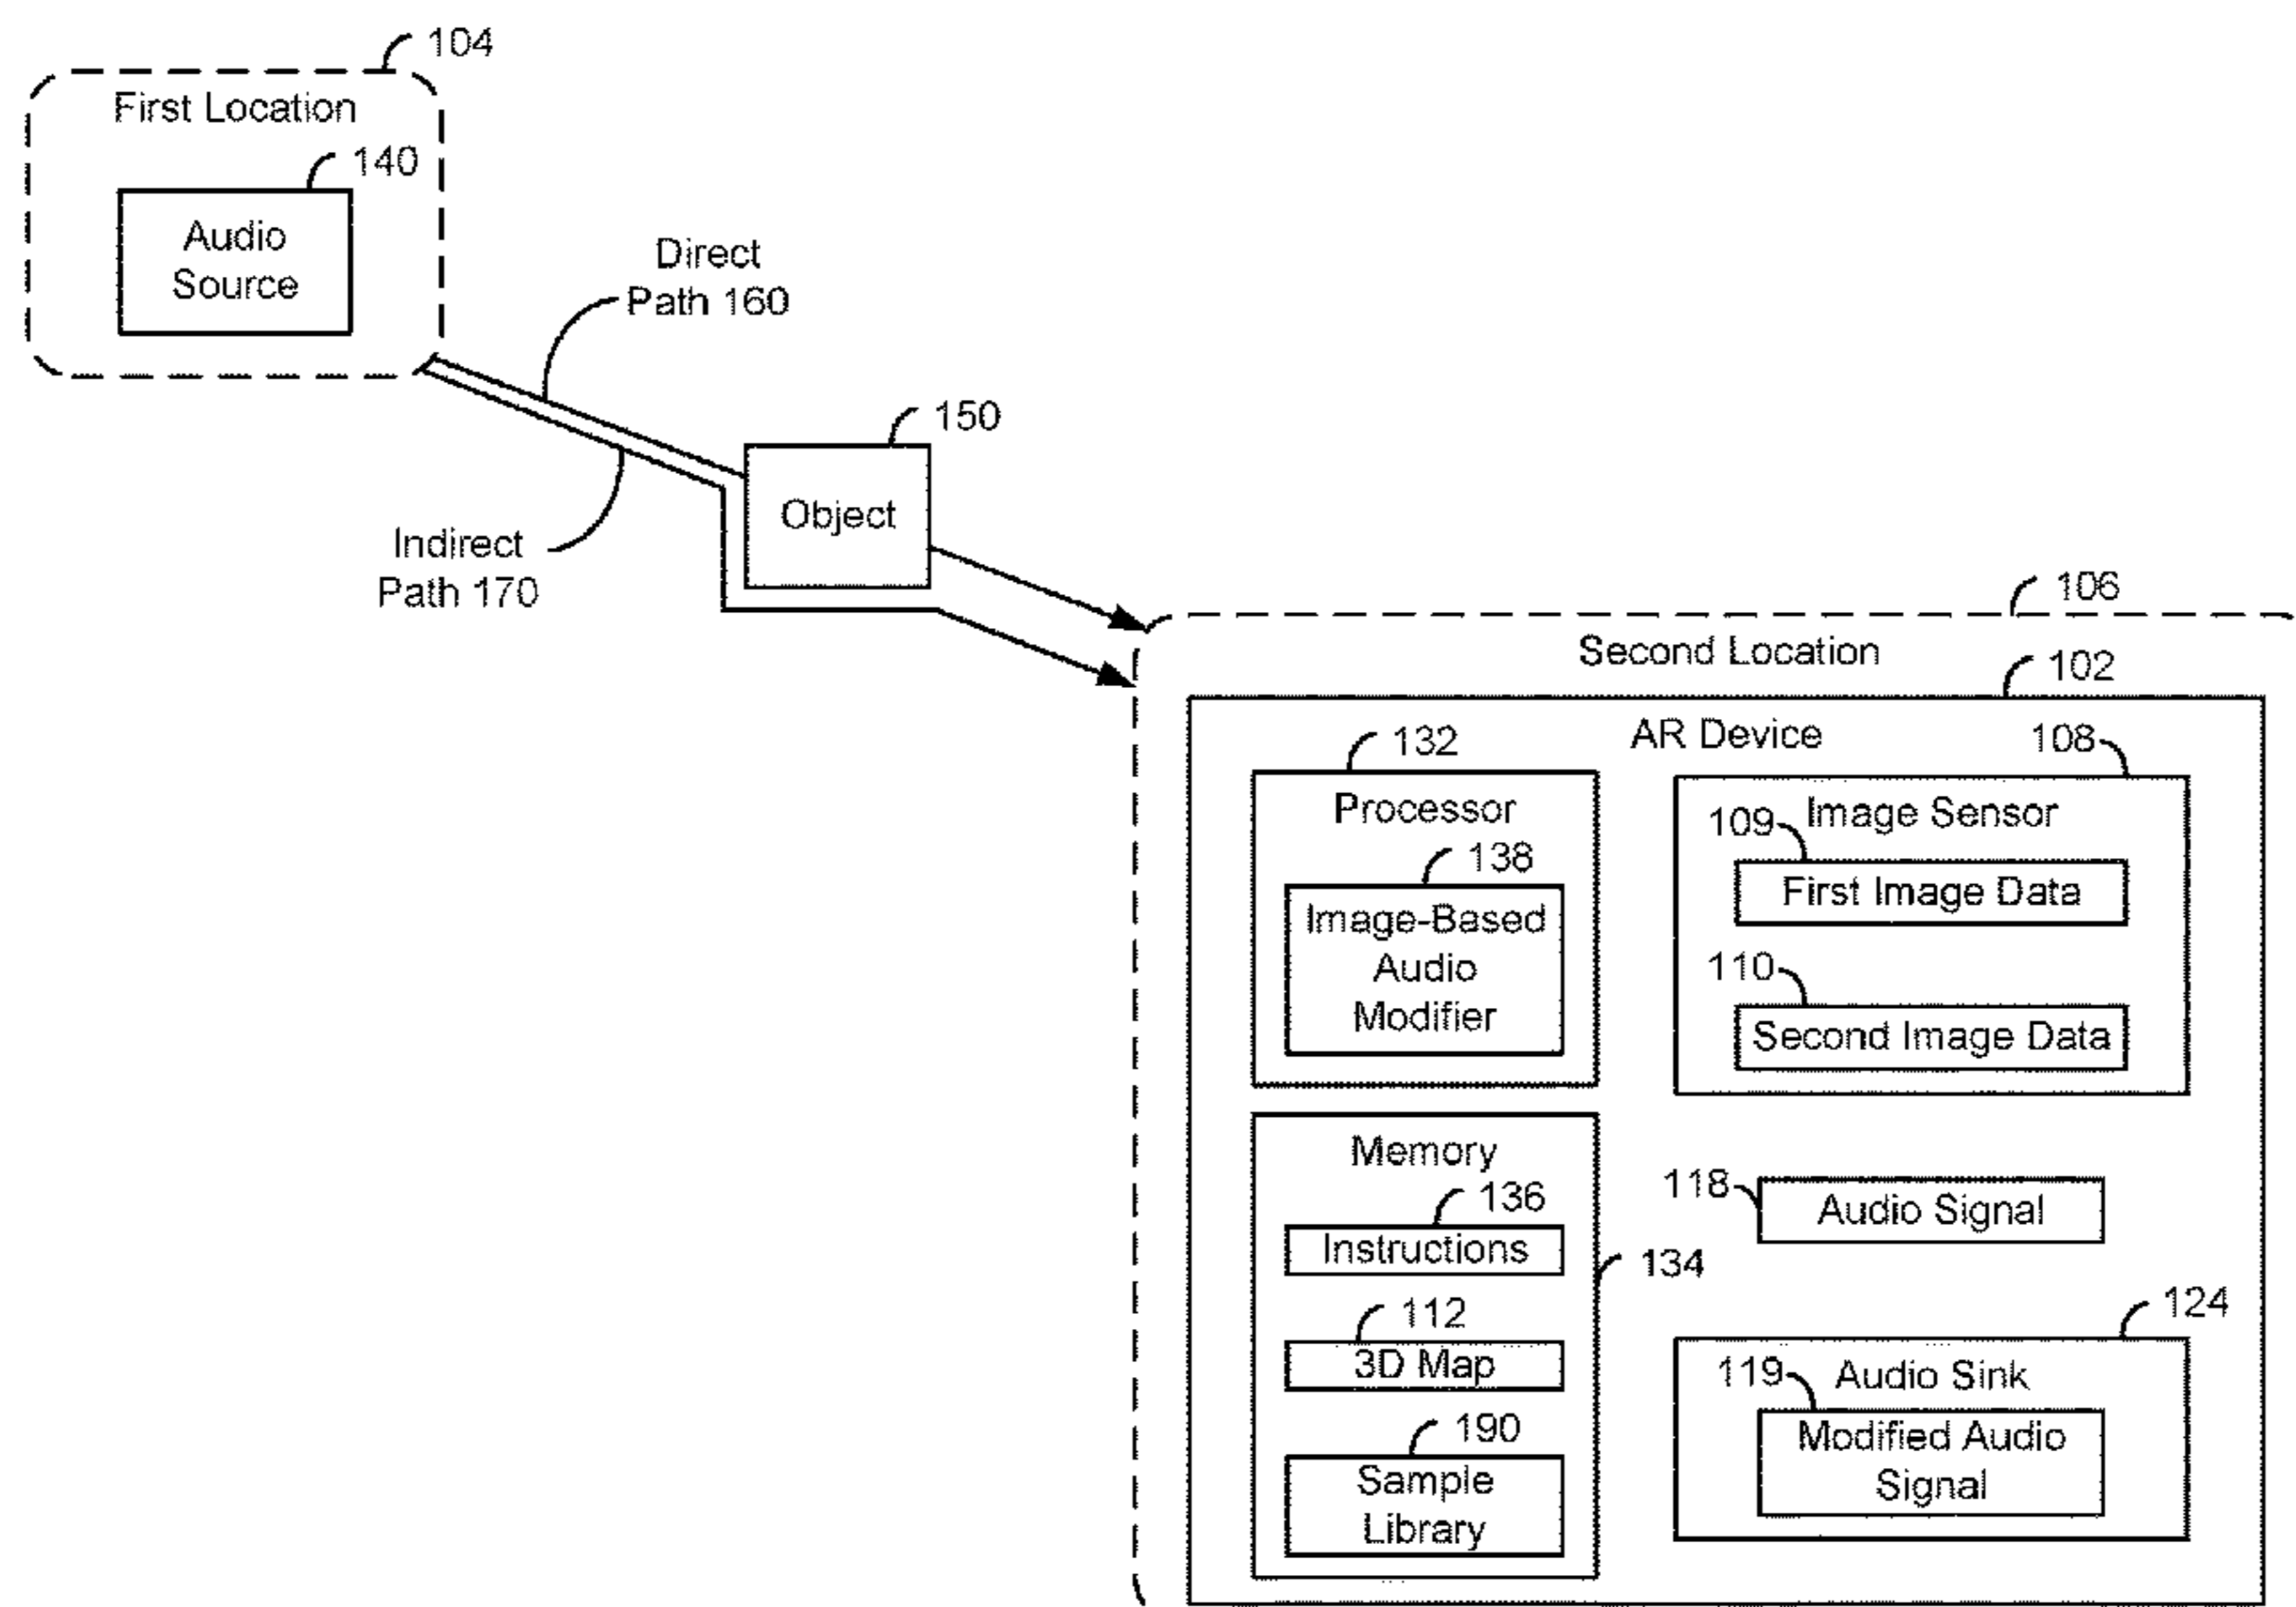 104
First Location
140
Audio
Source
Direct
Path 160
150
Object
Indirect
Path 170
106
Second Location
102
AR Device
132
Processor
138
Image-Based
Audio
Modifier
108
Image Sensor
109
First Image Data
110
Second Image Data
Memory
136
Instructions
134
112
3D Map
190
Sample
Library
118
Audio Signal
124
Audio Sink
119
Modified Audio
Signal